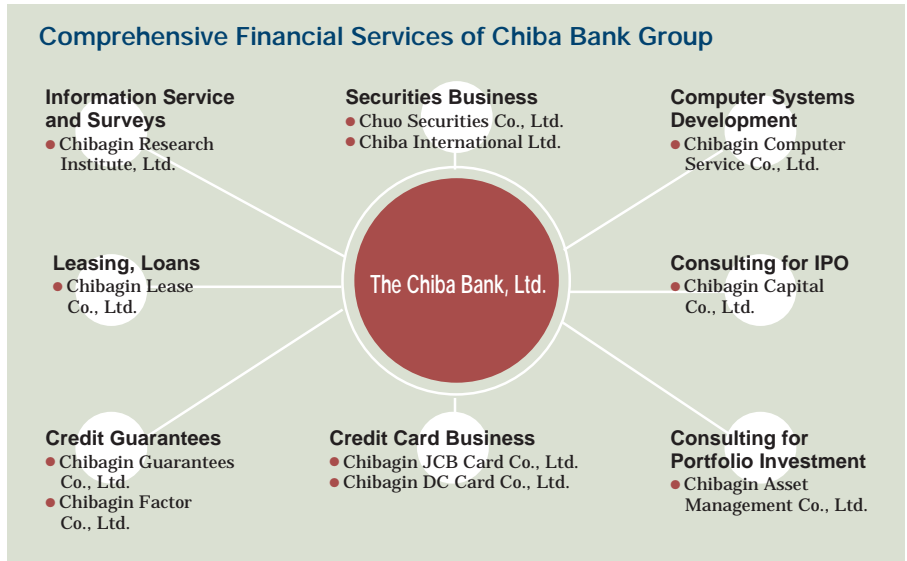 Comprehensive Financial Services of Chiba Bank Group
Information Service
and Surveys
● Chibagin Research
Institute, Ltd.
Securities Business
● Chuo Securities Co., Ltd.
● Chiba International Ltd.
Computer Systems
Development
● Chibagin Computer
Service Co., Ltd.
Leasing, Loans
● Chibagin Lease
Co., Ltd.
The Chiba Bank, Ltd.
Consulting for IPO
● Chibagin Capital
Co., Ltd.
Credit Guarantees
● Chibagin Guarantees
Co., Ltd.
● Chibagin Factor
Co., Ltd.
Credit Card Business
● Chibagin JCB Card Co., Ltd.
● Chibagin DC Card Co., Ltd.
Consulting for
Portfolio Investment
● Chibagin Asset
Management Co., Ltd.